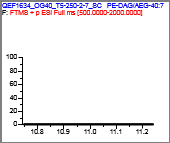 QEF1634_OG40_T5-250-2-7_SC PE-DAG/AEG-40:7
F: FTMS + p ESI Full ms [500.0000-2000.0000]
100
80
60
40
20
0
10.8 10.9 11.0 11.1 11.2